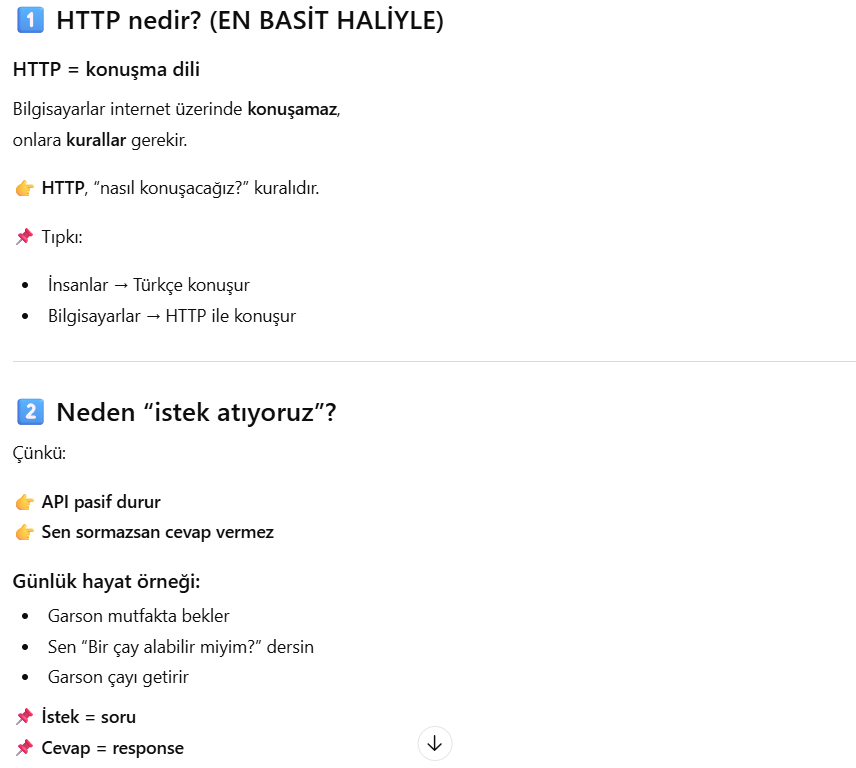 1️⃣ HTTP nedir? (EN BASİT HALİYLE)
HTTP = konuşma dili
Bilgisayarlar internet üzerinde konuşamaz,
onlara kurallar gerekir.
👉 HTTP, “nasıl konuşacağız?” kuralıdır.
📌 Tıpkı:
• İnsanlar → Türkçe konuşur
• Bilgisayarlar → HTTP ile konuşur
2️⃣ Neden “istek atıyoruz”?
Çünkü:
👉 API pasif durur
👉 Sen sormazsan cevap vermez
Günlük hayat örneği:
• Garson mutfakta bekler
• Sen “Bir çay alabilir miyim?” dersin
• Garson çayı getirir
📌 İstek = soru
📌 Cevap = response